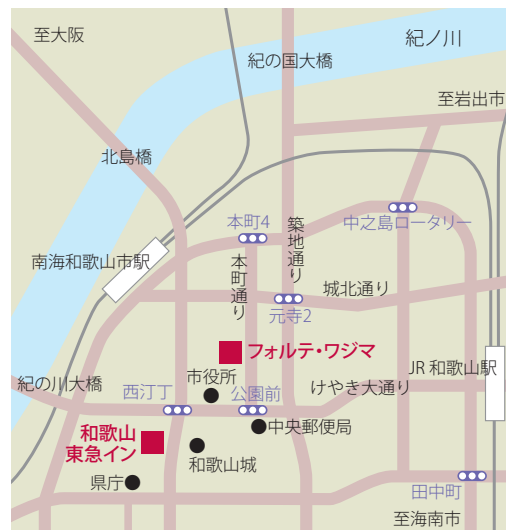 至大阪
紀ノ川
紀の国大橋
至岩出市
北島橋
本町4
築地通り
中之島ロータリー
南海和歌山市駅
本町通り
城北通り
元寺2
フォルテ・ワジマ
JR 和歌山駅
紀の川大橋
市役所
西汀丁
公園前
けやき大通り
中央郵便局
和歌山
東急イン
和歌山城
県庁
田中町
至海南市